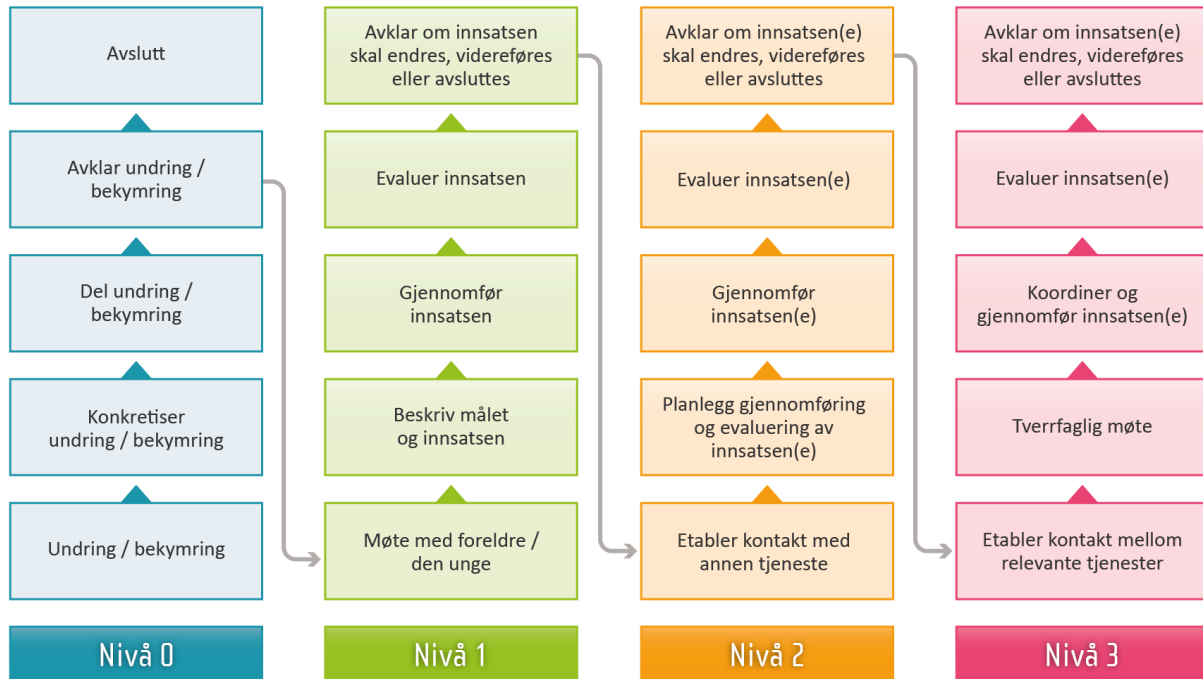 Avslutt
Avklar undring /
bekymring
Del undring /
bekymring
Konkretiser
undring / bekymring
Undring / bekymring
Nivå 0
Avklar om innsatsen
skal endres, videreføres
eller avsluttes
Evaluer innsatsen
Gjennomfør
innsatsen
Beskriv målet
og innsatsen
Møte med foreldre /
den unge
Nivå 1
Avklar om innsatsen(e)
skal endres, videreføres
eller avsluttes
Evaluer innsatsen(e)
Gjennomfør
innsatsen(e)
Planlegg gjennomføring
og evaluering av
innsatsen(e)
Etabler kontakt med
annen tjeneste
Nivå 2
Avklar om innsatsen(e)
skal endres, videreføres
eller avsluttes
Evaluer innsatsen(e)
Koordiner og
gjennomfør innsatsen(e)
Tverrfaglig møte
Etabler kontakt mellom
relevante tjenester
Nivå 3